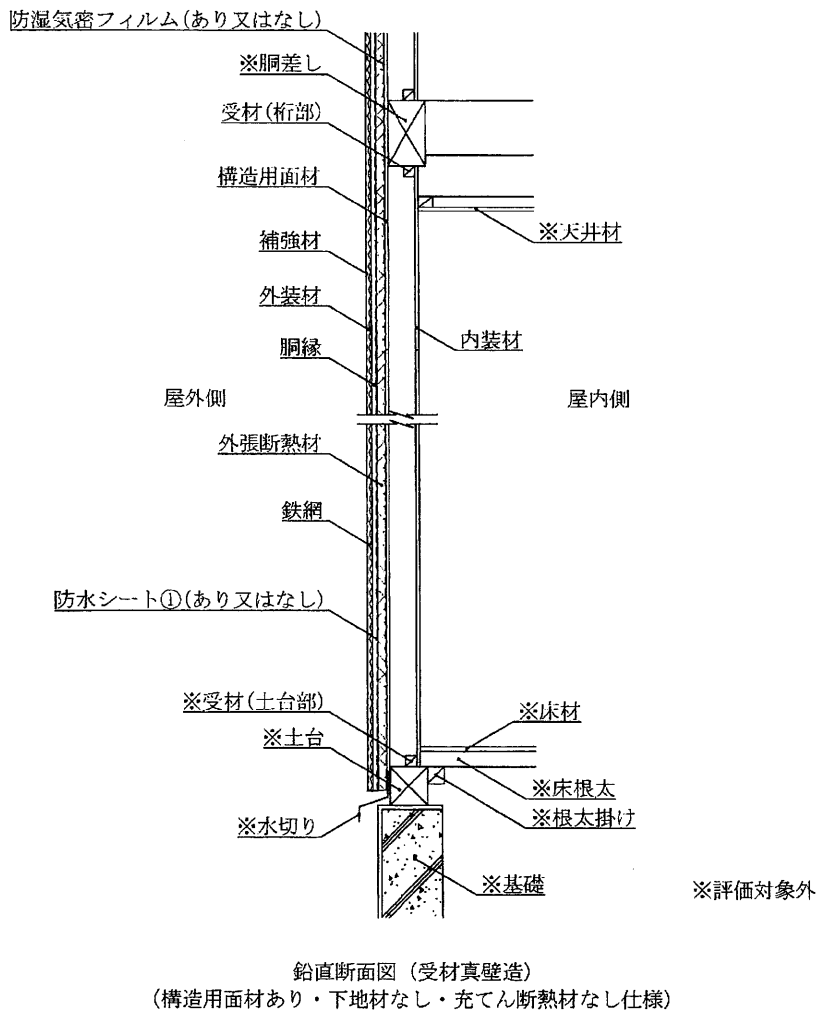 防湿気密フィルム(あり又はなし)
※胴差し
受材(桁部)
構造用面材
※天井材
補強材
外装材
内装材
胴縁
屋外側
屋内側
外張断熱材
鉄網
防水シート①(あり又はなし)
※受材(土台部)
※床材
※土台
※床根太
※水切り
※根太掛け
※基礎
※評価対象外
鉛直断面図(受材真壁造)
(構造用面材あり・下地材なし・充てん断熱材なし仕様)